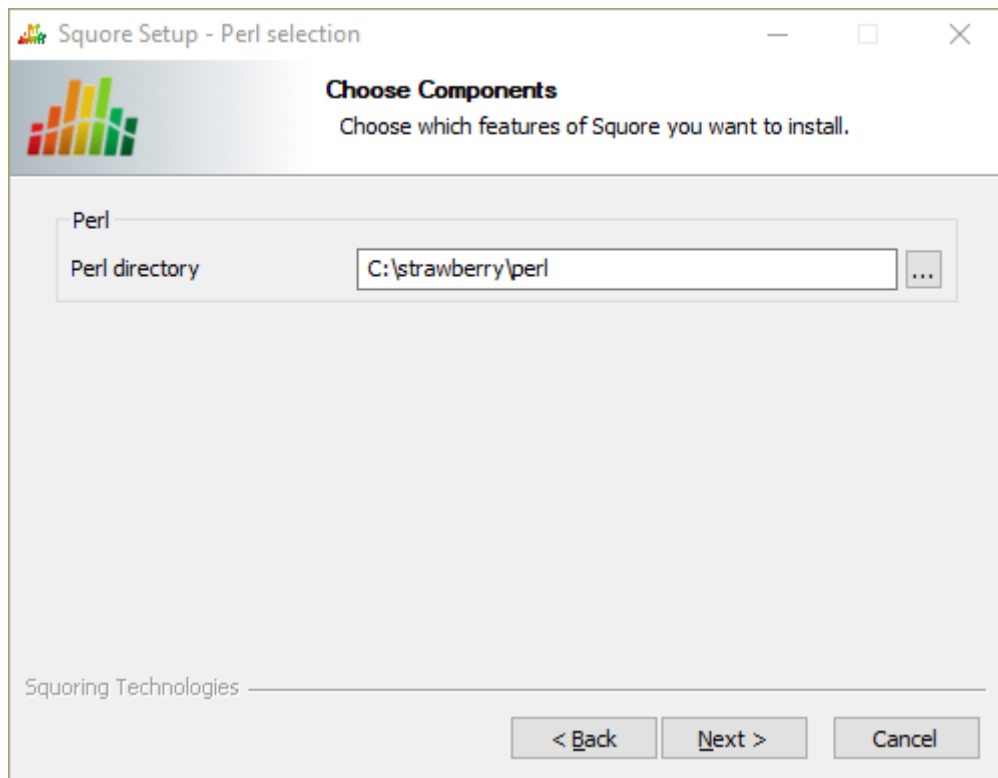 Squore Setup - Perl selection
Choose Components
Choose which features of Squore you want to install.
Perl
Perl directory C:\strawberry\perl ...
Squoring Technologies
< Back Next > Cancel